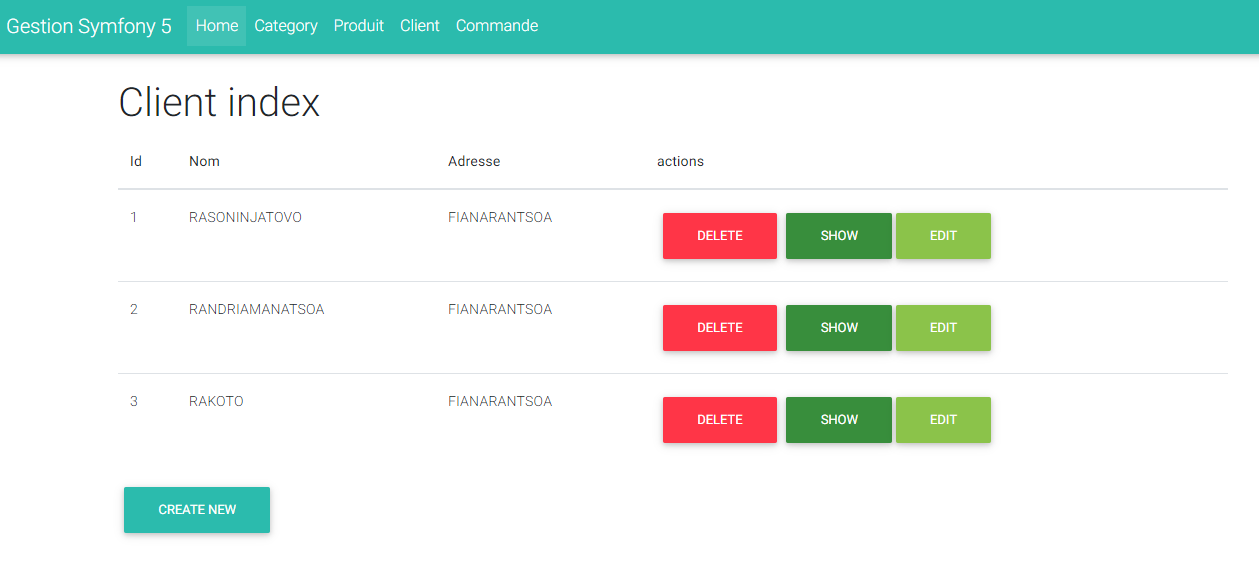 Gestion Symfony 5 Home Category Produit Client Commande
Client index
Id Nom Adresse actions
1 RASONINJATOVO FIANARANTSOA DELETE SHOW EDIT
2 RANDRIAMANATSOA FIANARANTSOA DELETE SHOW EDIT
3 RAKOTO FIANARANTSOA DELETE SHOW EDIT
CREATE NEW